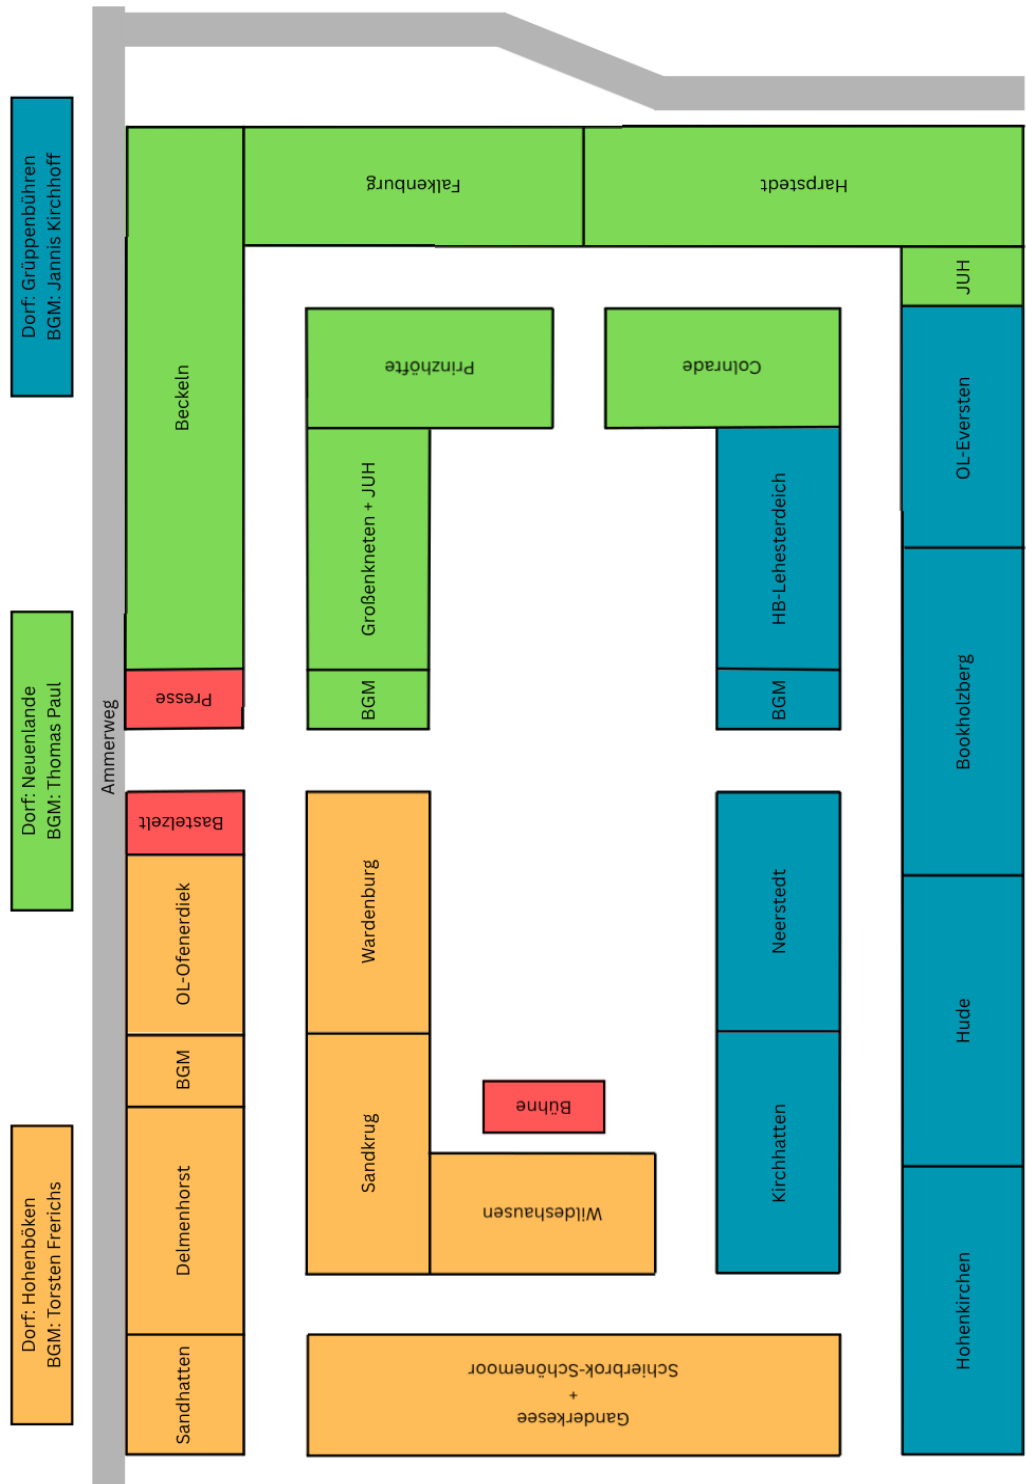 Dorf: Grüppenbühren
BGM: Jannis Kirchhoff
Dorf: Neuenlande
BGM: Thomas Paul
Dorf: Hohenböken
BGM: Torsten Frerichs
Ammerweg
Falkenburg
Harpstedt
JUH
Beckeln
Prinzhöfte
Colnrade
OL-Eversten
Großenkneten + JUH
HB-Lehesterdeich
Presse
BGM
BGM
Bookholzberg
Bastelzelt
OL-Ofenerdiek
Wardenburg
Neerstedt
Hude
BGM
Bühne
Sandkrug
Kirchhatten
Delmenhorst
Wildeshausen
Hohenkirchen
Sandhatten
Ganderkesee
+
Schierbrok-Schönemoor